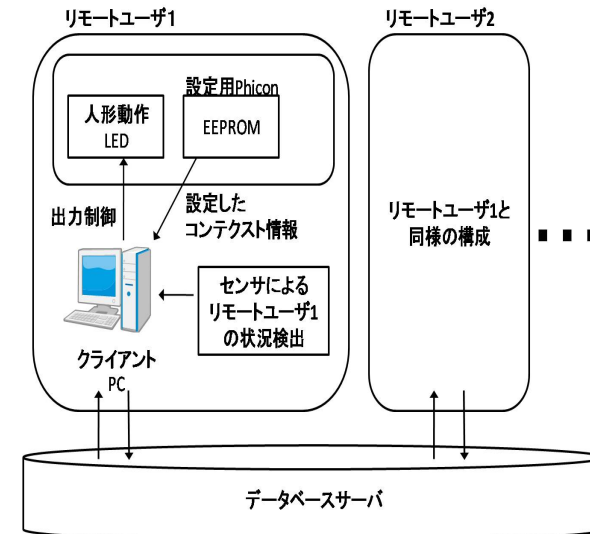 リモートユーザ1
リモートユーザ2
設定用Phicon
人形動作
LED
EEPROM
出力制御
設定した
コンテクスト情報
リモートユーザ1と
同様の構成
センサによる
リモートユーザ1
の状況検出
クライアント
PC
データベースサーバ